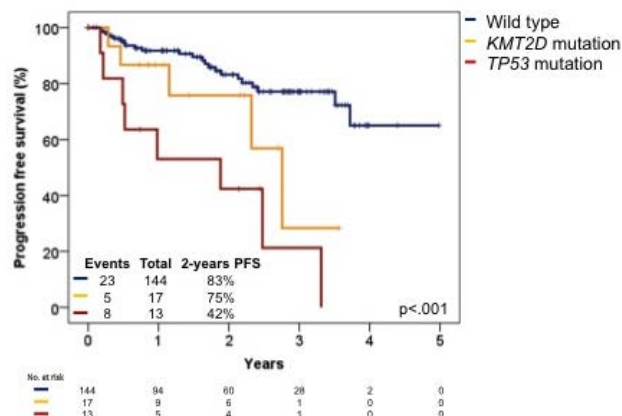 Wild type
KMT2D mutation
TP53 mutation
Progression free survival (%)
100
80
60
40
20
0
Events Total 2-years PFS
23 144 83%
5 17 75%
8 13 42%
p<.001
0 1 2 3 4 5
Years
No. at risk
144 94 60 28 2 0
17 9 6 1 0 0
13 5 4 1 0 0